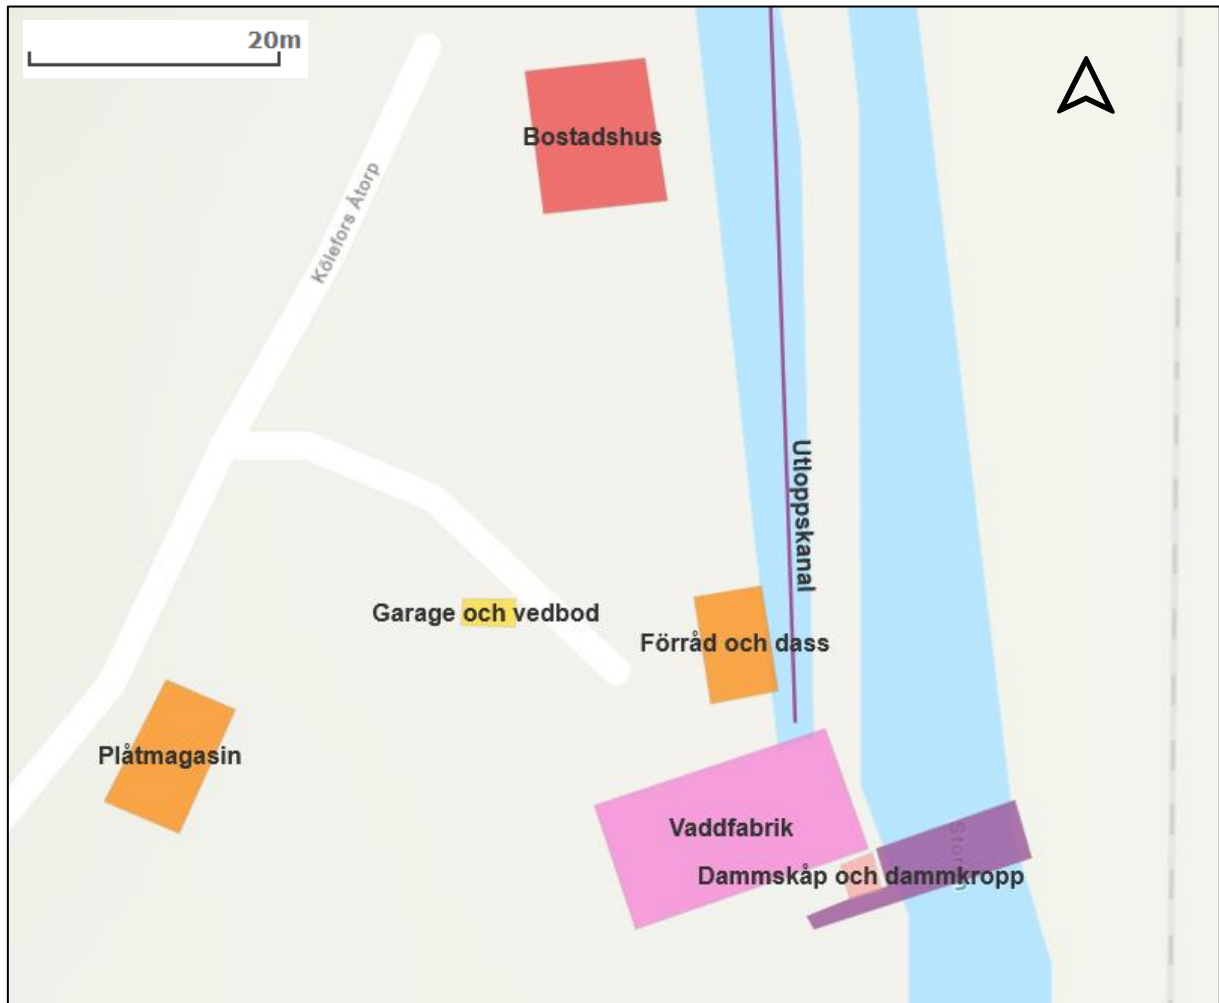 20m
Bostadshus
Kölefors Åtorp
Utloppskanal
Garage och vedbod
Förråd och dass
Plåtmagasin
Vaddfabrik
Dammskåp och dammkropp